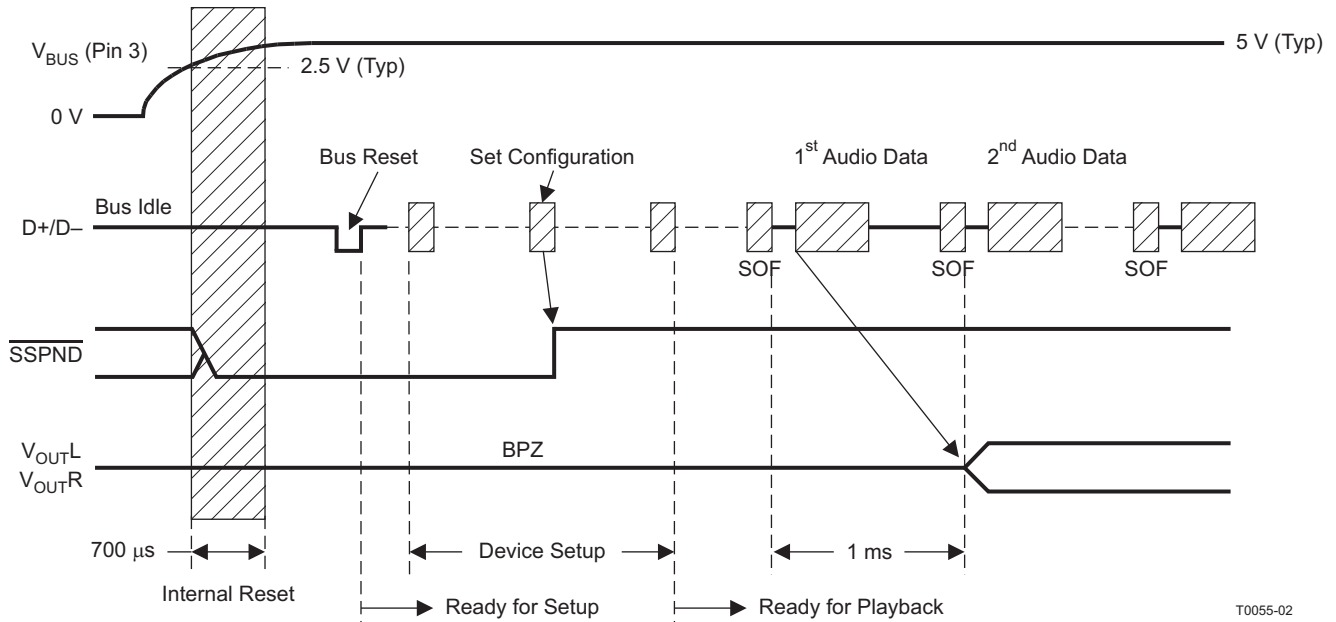 V_BUS (Pin 3)
5 V (Typ)
2.5 V (Typ)
0 V
Bus Reset
Set Configuration
1st Audio Data
2nd Audio Data
Bus Idle
D+/D–
SOF
SOF
SOF
SSPND
V_OUTL
V_OUTR
BPZ
700 µs
Device Setup
1 ms
Internal Reset
Ready for Setup
Ready for Playback
T0055-02